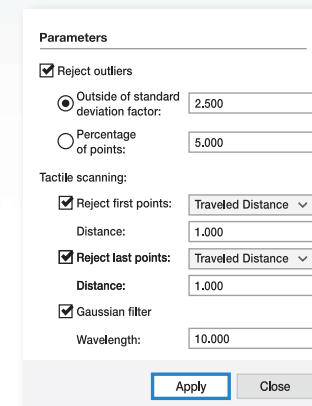 Parameters
Reject outliers
Outside of standard
deviation factor:
2.500
Percentage
of points:
5.000
Tactile scanning:
Reject first points: Traveled Distance
Distance: 1.000
Reject last points: Traveled Distance
Distance: 1.000
Gaussian filter
Wavelength: 10.000
Apply Close